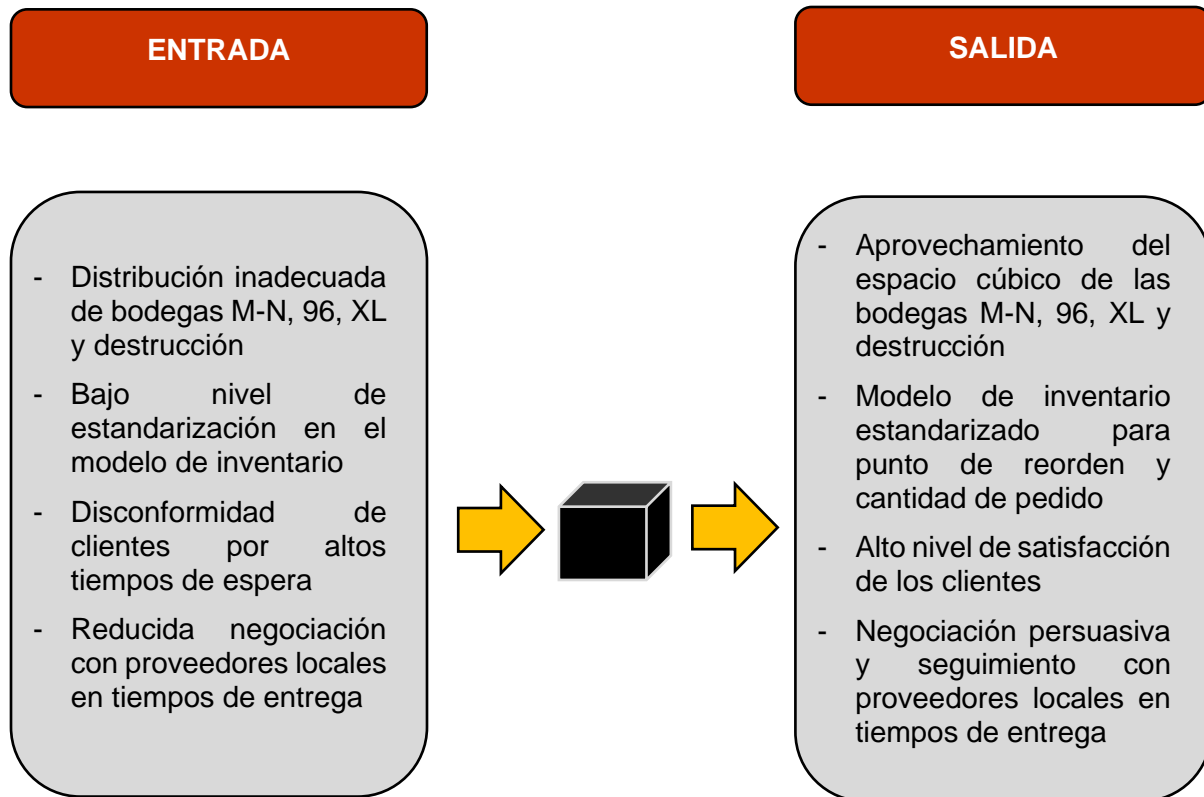 ENTRADA
- Distribución inadecuada
de bodegas M-N, 96, XL
y destrucción
- Bajo nivel de
estandarización en el
modelo de inventario
- Disconformidad de
clientes por altos
tiempos de espera
- Reducida negociación
con proveedores locales
en tiempos de entrega
SALIDA
- Aprovechamiento del
espacio cúbico de las
bodegas M-N, 96, XL y
destrucción
- Modelo de inventario
estandarizado para
punto de reorden y
cantidad de pedido
- Alto nivel de satisfacción
de los clientes
- Negociación persuasiva
y seguimiento con
proveedores locales en
tiempos de entrega